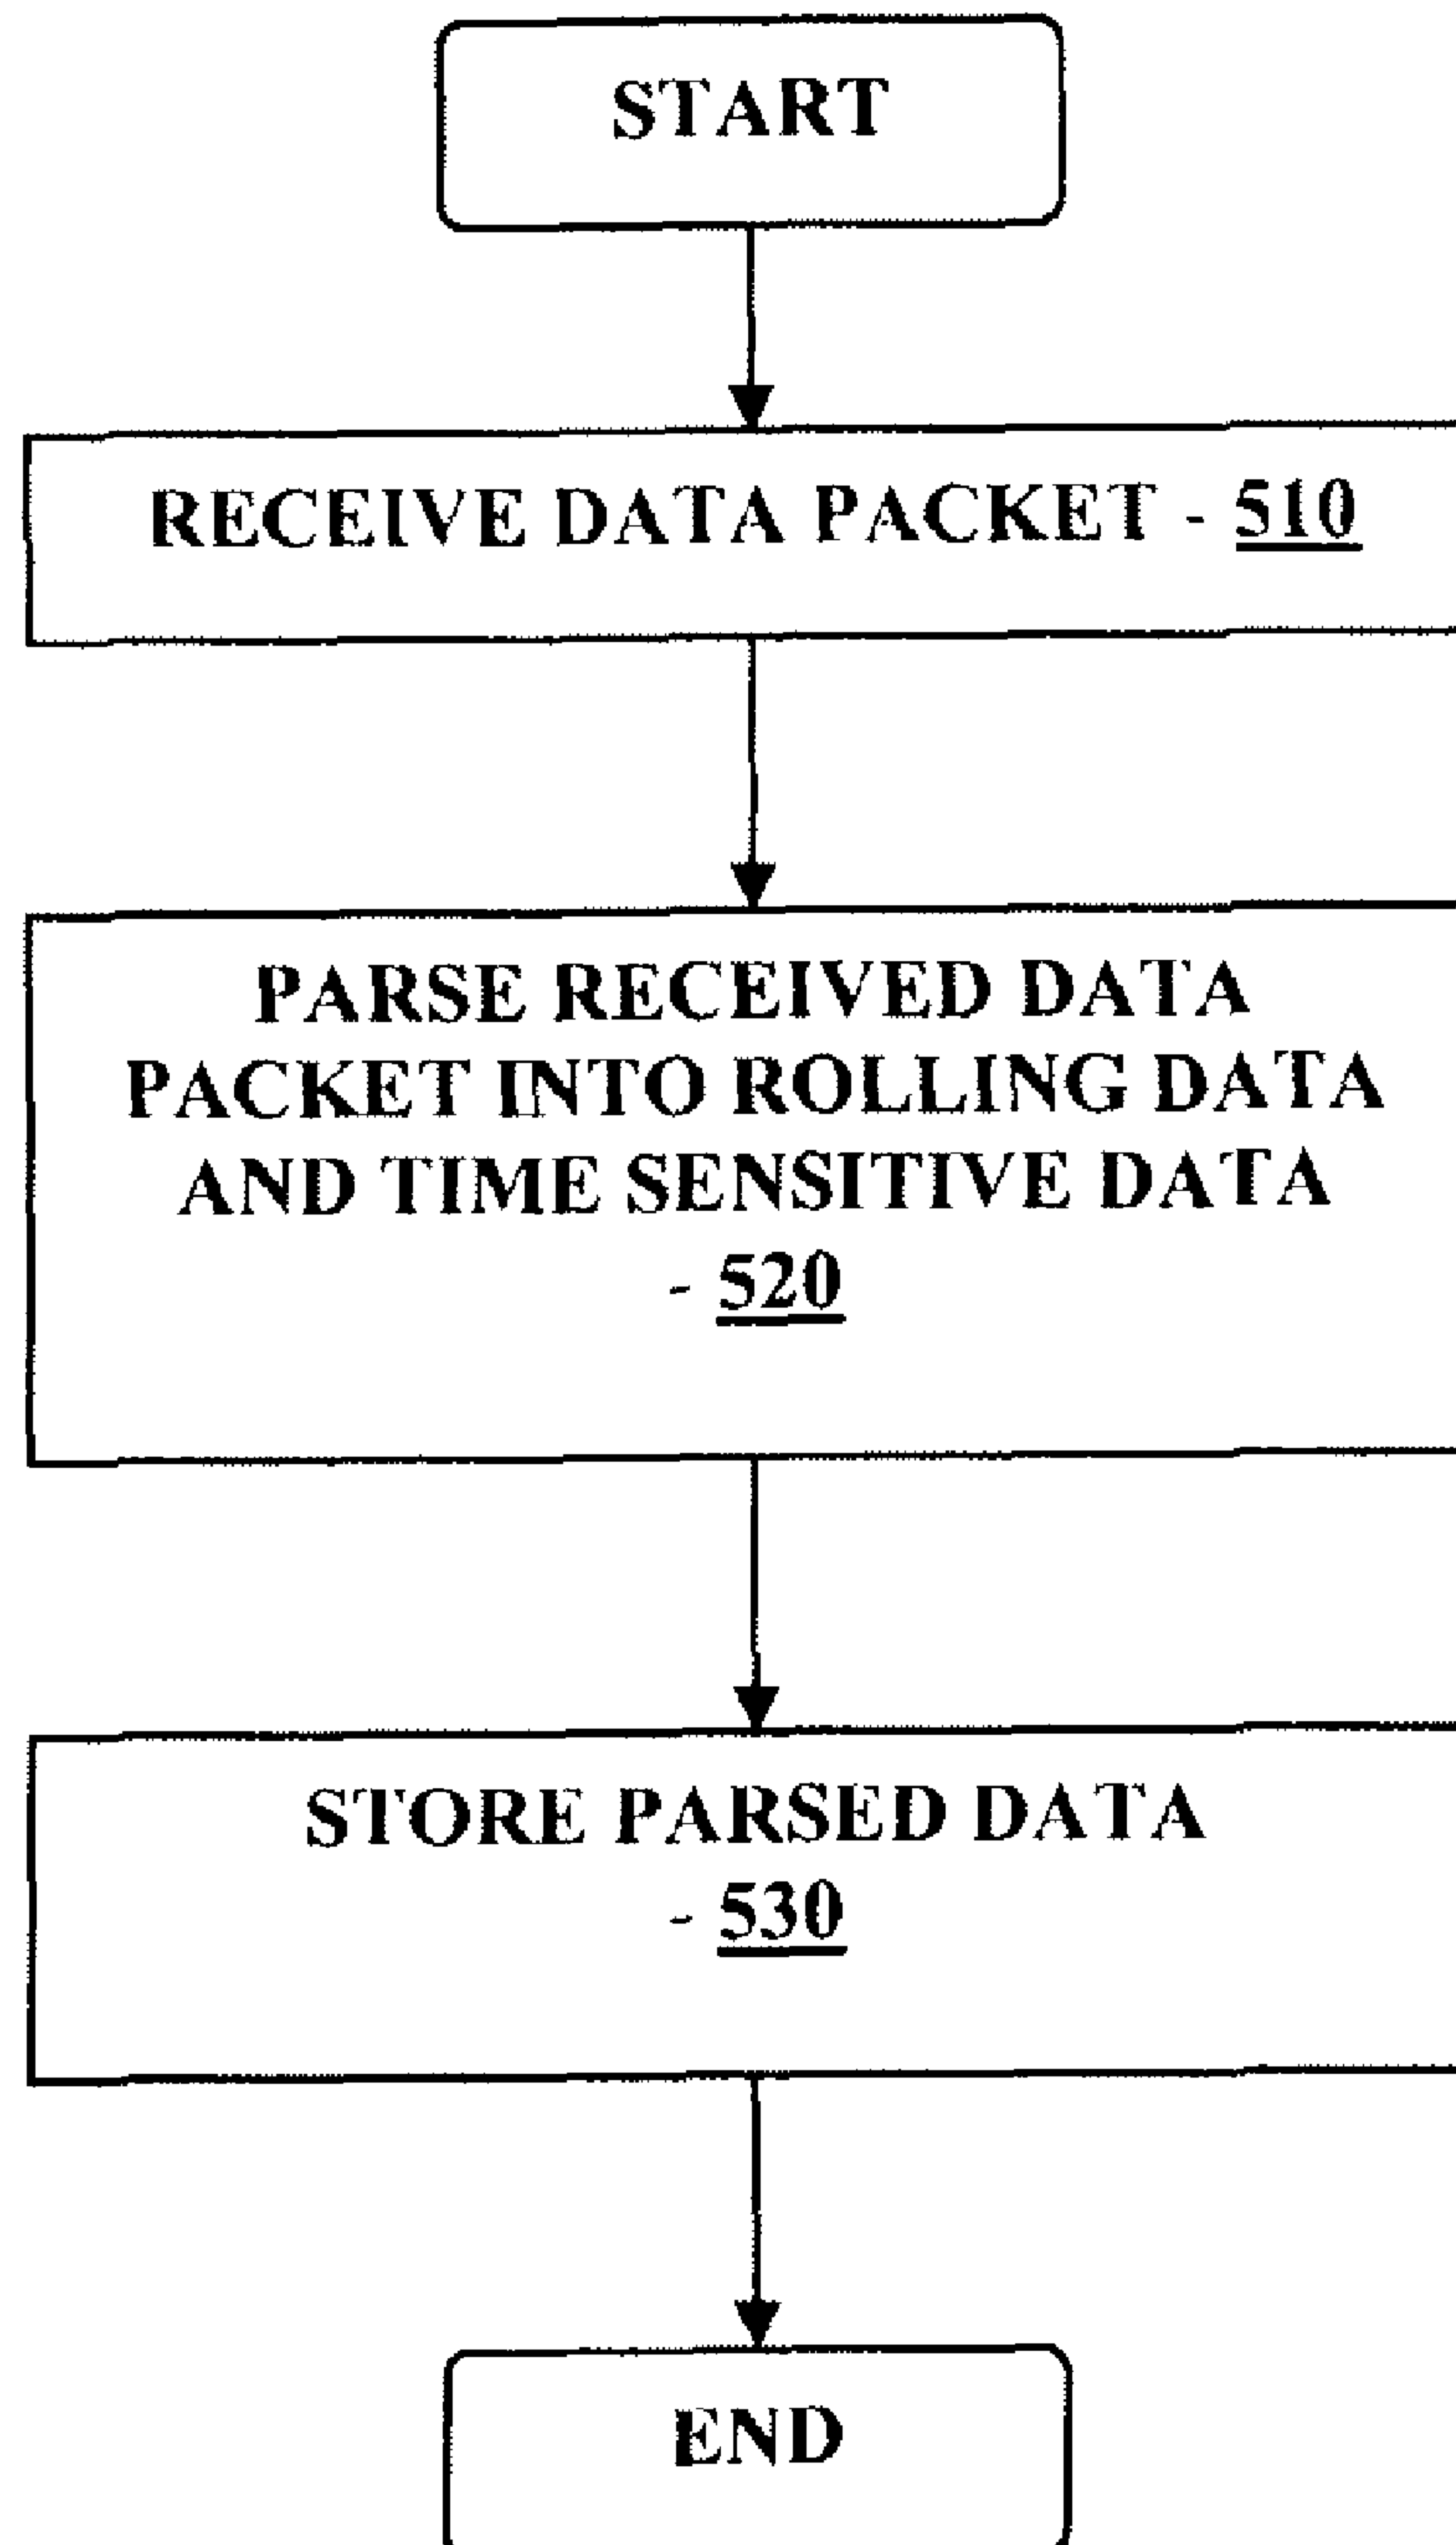 START
RECEIVE DATA PACKET - 510
PARSE RECEIVED DATA
PACKET INTO ROLLING DATA
AND TIME SENSITIVE DATA
- 520
STORE PARSED DATA
- 530
END